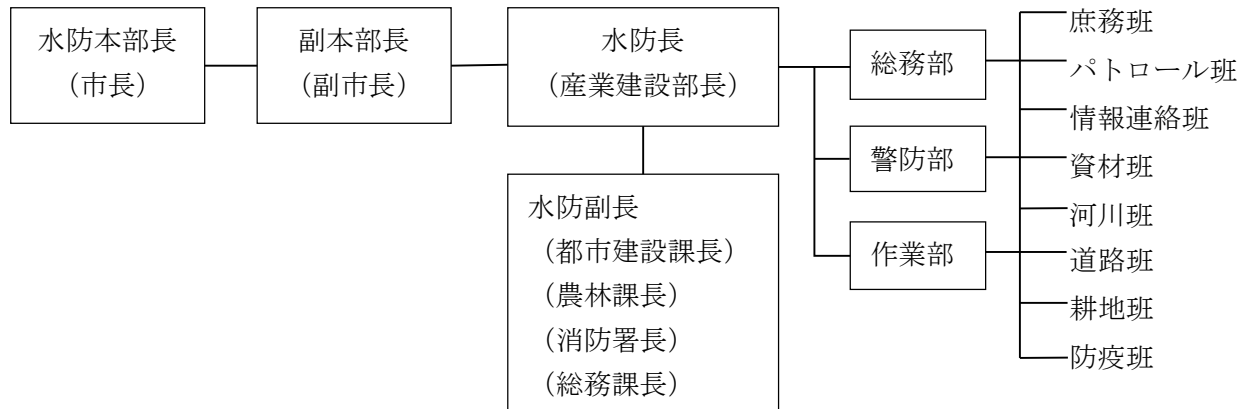 水防本部長
（市長）
副本部長
（副市長）
水防長
（産業建設部長）
水防副長
（都市建設課長）
（農林課長）
（消防署長）
（総務課長）
総務部
警防部
作業部
庶務班
パトロール班
情報連絡班
資材班
河川班
道路班
耕地班
防疫班